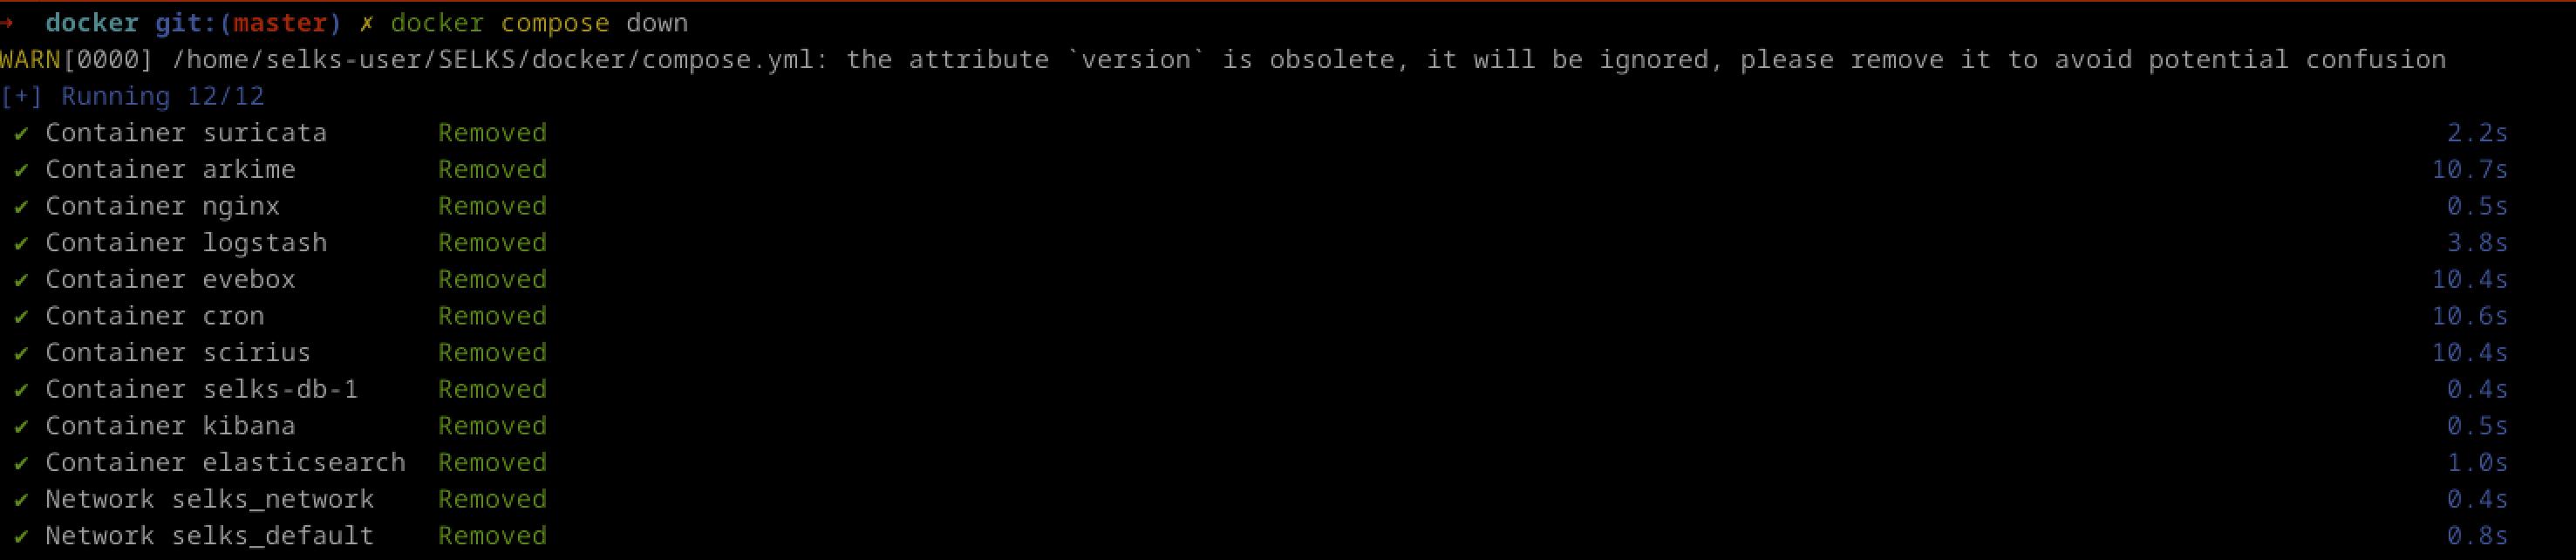 → docker git:(master) ✗ docker compose down
WARN[0000] /home/selks-user/SELKS/docker/compose.yml: the attribute `version` is obsolete, it will be ignored, please remove it to avoid potential confusion
[+] Running 12/12
✔ Container suricata Removed 2.2s
✔ Container arkime Removed 10.7s
✔ Container nginx Removed 0.5s
✔ Container logstash Removed 3.8s
✔ Container evebox Removed 10.4s
✔ Container cron Removed 10.6s
✔ Container scirius Removed 10.4s
✔ Container selks-db-1 Removed 0.4s
✔ Container kibana Removed 0.5s
✔ Container elasticsearch Removed 1.0s
✔ Network selks_network Removed 0.4s
✔ Network selks_default Removed 0.8s